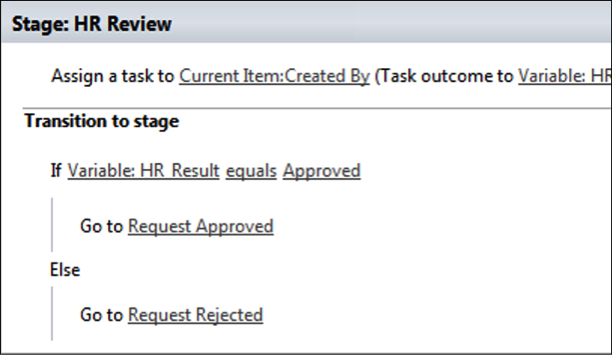 Stage: HR Review
Assign a task to Current Item:Created By (Task outcome to Variable: HR
Transition to stage
If Variable: HR Result equals Approved
Go to Request Approved
Else
Go to Request Rejected